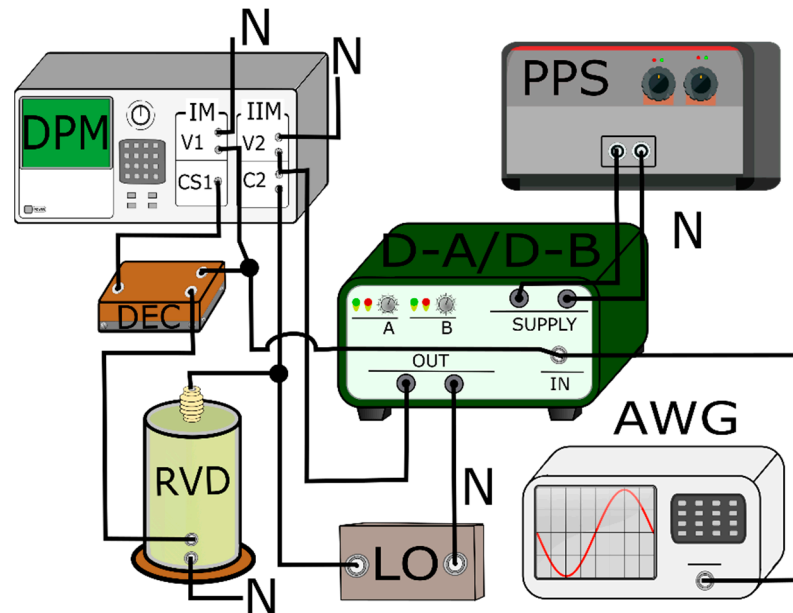 N
N
DPM
IM
IIM
V1
V2
CS1
C2
PPS
N
D-A/D-B
DEC
A
B
SUPPLY
OUT
IN
AWG
RVD
N
LO
N